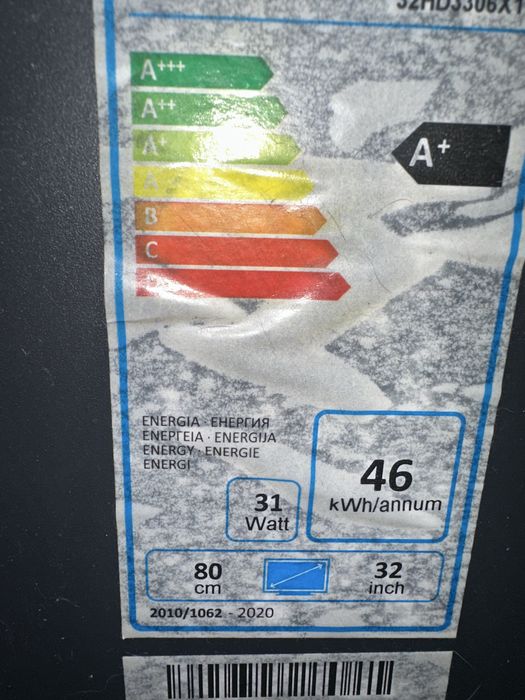 32HD3306X1
A+++
A++
A+
A
B
C
A+
ENERGIA · ЕНЕРГИЯ
ΕΝΕΡΓΕΙΑ · ENERGIJA
ENERGY · ENERGIE
ENERGI
46
kWh/annum
31
Watt
80
cm
32
inch
2010/1062 - 2020